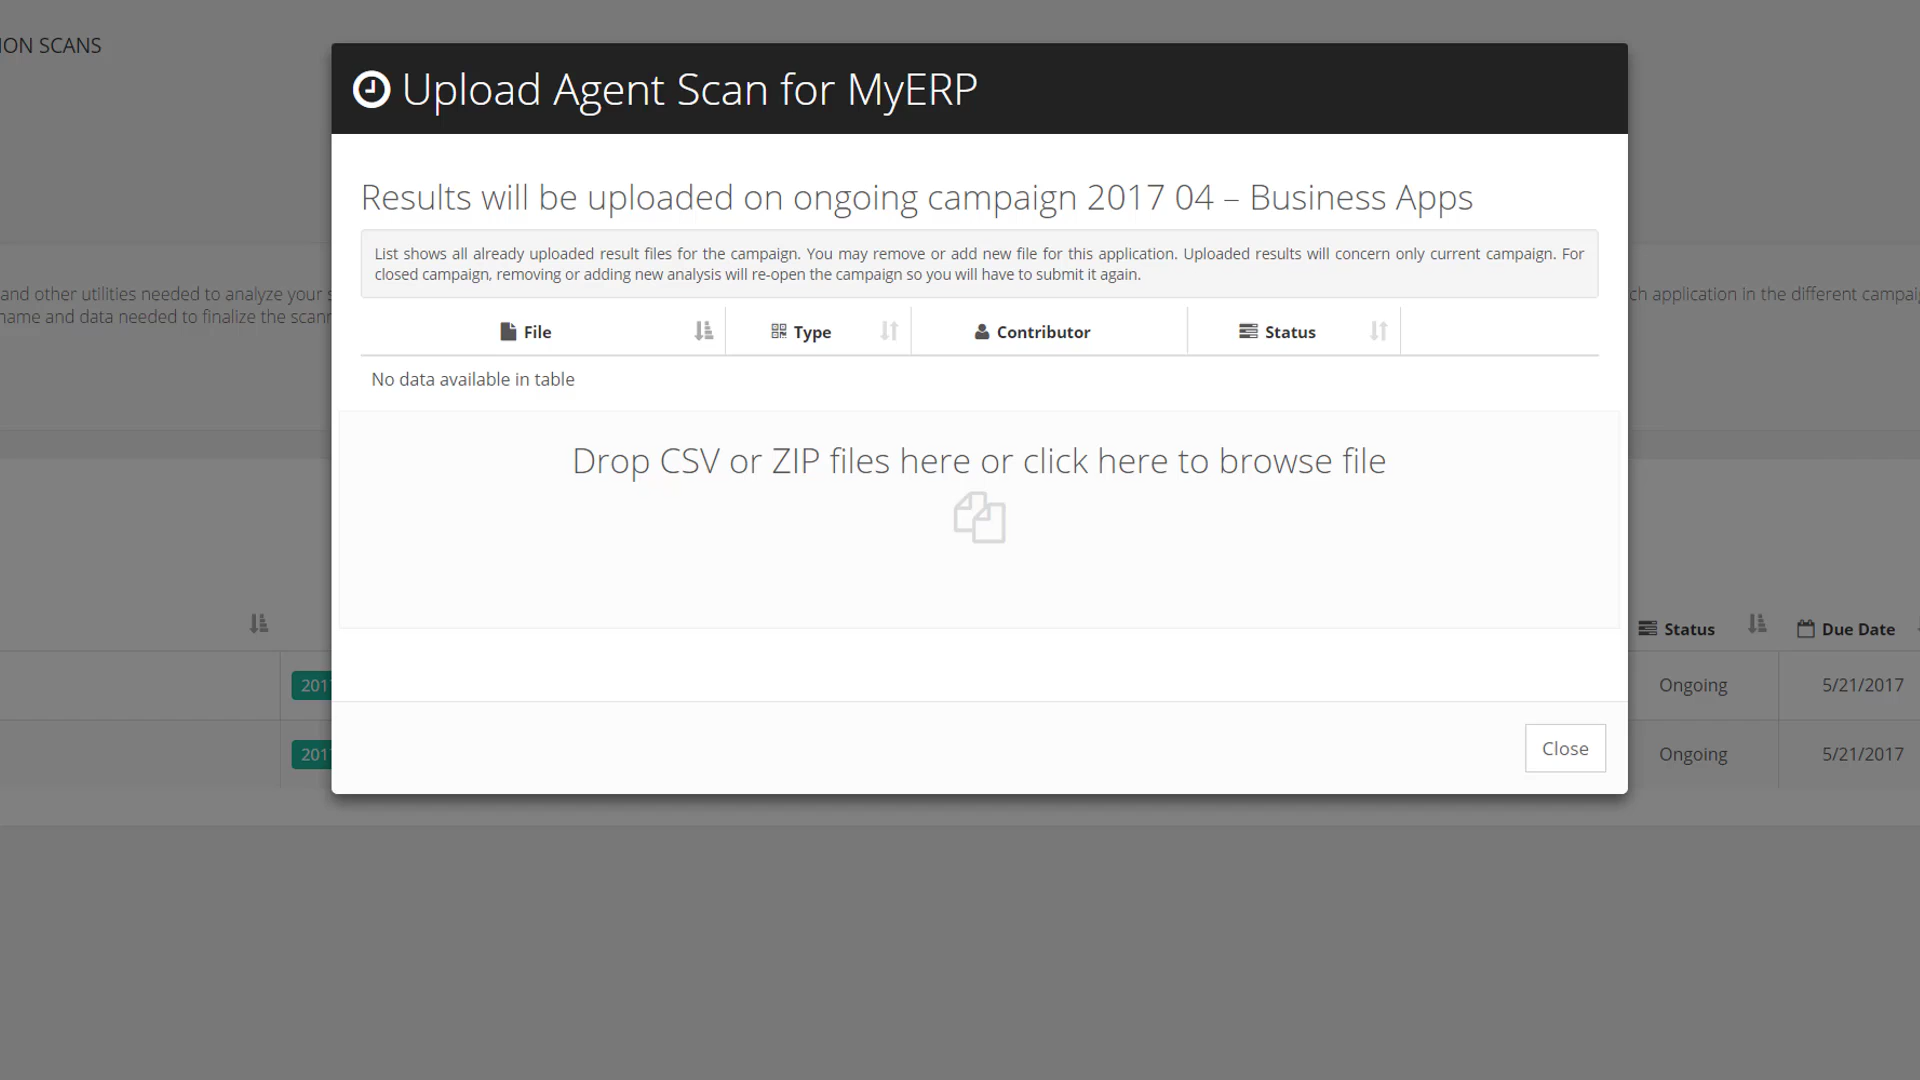 ION SCANS
Upload Agent Scan for MyERP
Results will be uploaded on ongoing campaign 2017 04 – Business Apps
List shows all already uploaded result files for the campaign. You may remove or add new file for this application. Uploaded results will concern only current campaign. For
closed campaign, removing or adding new analysis will re-open the campaign so you will have to submit it again.
and other utilities needed to analyze your
application in the different
name and data needed to finalize the
File Type Contributor Status
No data available in table
Drop CSV or ZIP files here or click here to browse file
Status Due Date
Ongoing 5/21/2017
Ongoing 5/21/2017
Close